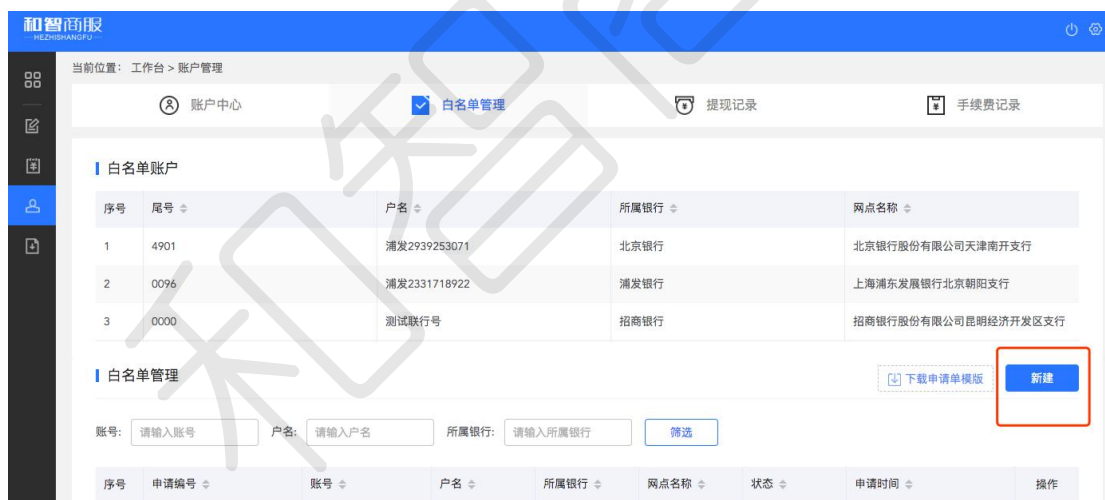 和智商服
HEZHISHANGFU
当前位置： 工作台 > 账户管理
账户中心 白名单管理 提现记录 手续费记录
白名单账户
序号 尾号 户名 所属银行 网点名称
1 4901 浦发2939253071 北京银行 北京银行股份有限公司天津南开支行
2 0096 浦发2331718922 浦发银行 上海浦东发展银行北京朝阳支行
3 0000 测试联行号 招商银行 招商银行股份有限公司昆明经济开发区支行
白名单管理 下载申请单模版 新建
账号: 请输入账号 户名: 请输入户名 所属银行: 请输入所属银行 筛选
序号 申请编号 账号 户名 所属银行 网点名称 状态 申请时间 操作
和智